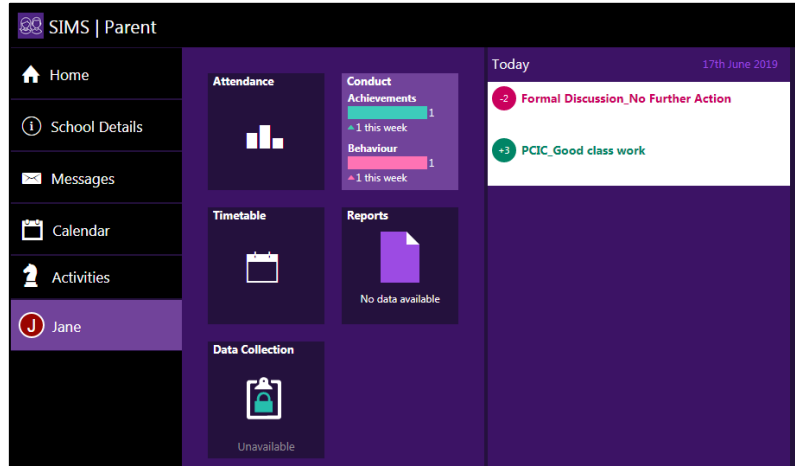 SIMS | Parent
Home
School Details
Messages
Calendar
Activities
J Jane
Attendance
Conduct
Achievements
1
1 this week
Behaviour
1
1 this week
Timetable
Reports
No data available
Data Collection
Unavailable
Today 17th June 2019
-2 Formal Discussion_No Further Action
+3 PCIC_Good class work